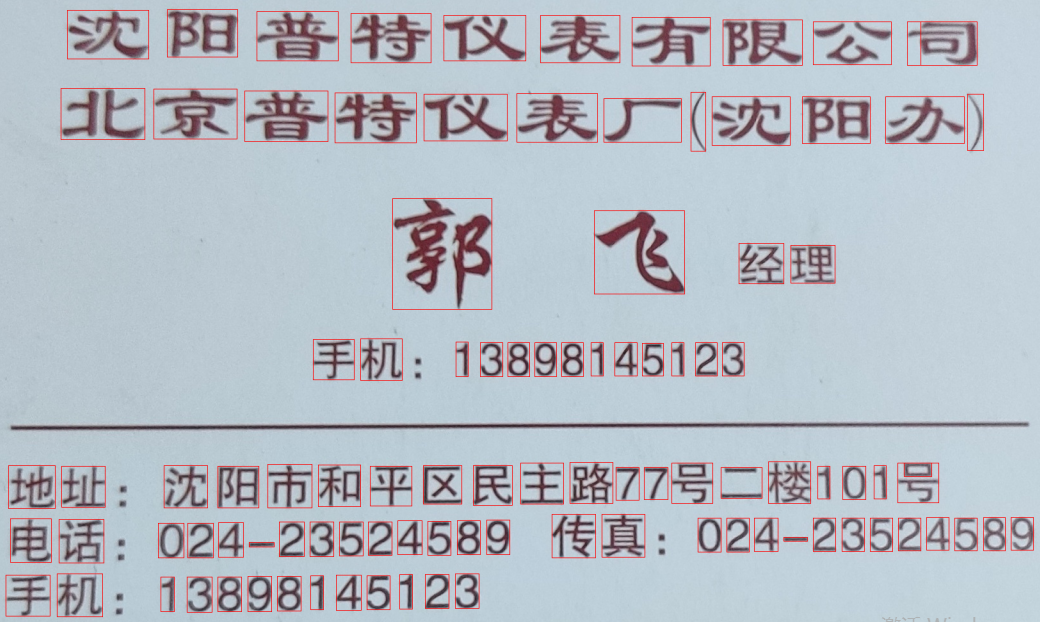 沈阳普特仪表有限公司
北京普特仪表厂(沈阳办)
郭 飞 经理
手机：13898145123
地址：沈阳市和平区民主路77号二楼101号
电话：024-23524589 传真：024-23524589
手机：13898145123